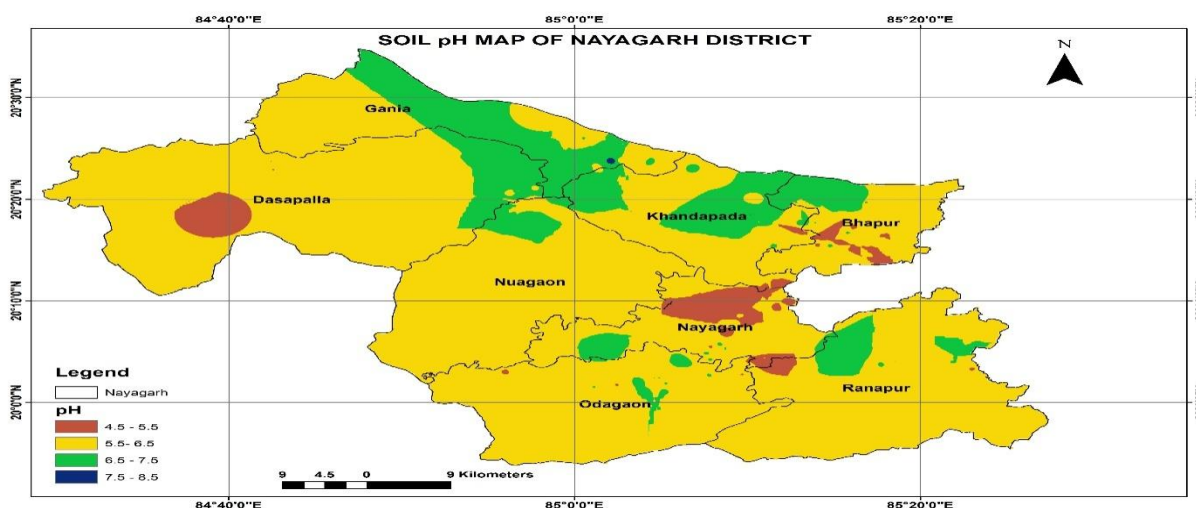 84°40'0"E 85°0'0"E 85°20'0"E
SOIL pH MAP OF NAYAGARH DISTRICT
N
20°30'0"N
Gania
20°20'0"N
Dasapalla
Khandapada
Bhapur
Nuagaon
20°10'0"N
Nayagarh
Ranapur
Odagaon
20°0'0"N
Legend
Nayagarh
pH
4.5 - 5.5
5.5- 6.5
6.5 - 7.5
7.5 - 8.5
9 4.5 0 9 Kilometers
84°40'0"E 85°0'0"E 85°20'0"E